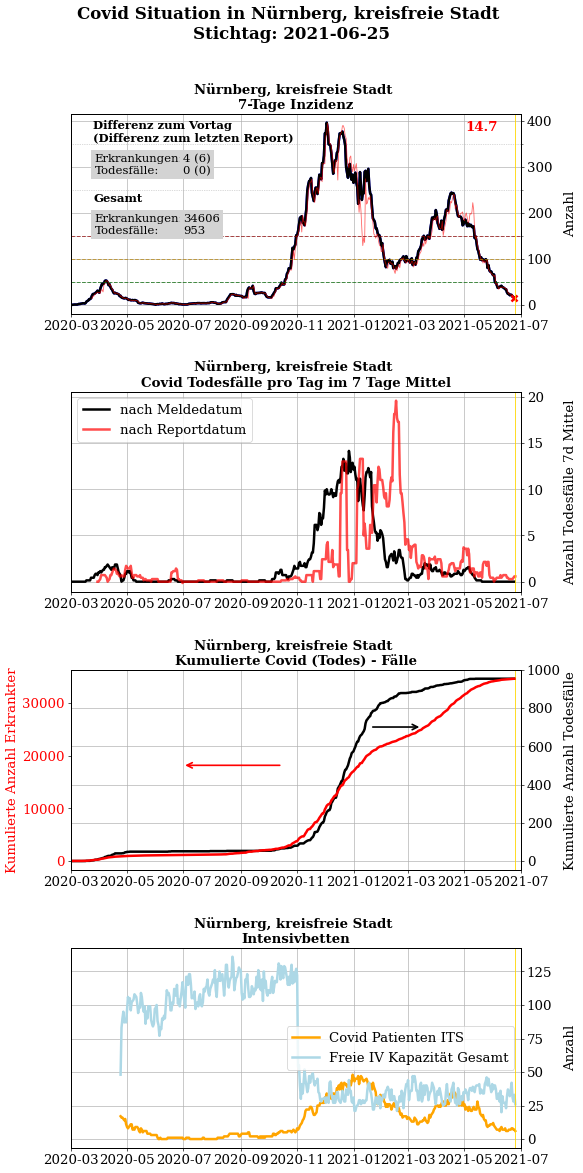 Covid Situation in Nürnberg, kreisfreie Stadt
Stichtag: 2021-06-25
Nürnberg, kreisfreie Stadt
7-Tage Inzidenz
Differenz zum Vortag
(Differenz zum letzten Report)
Erkrankungen 4 (6)
Todesfälle: 0 (0)
Gesamt
Erkrankungen 34606
Todesfälle: 953
14.7
400
300
200
100
0
Anzahl
2020-03 2020-05 2020-07 2020-09 2020-11 2021-01 2021-03 2021-05 2021-07
Nürnberg, kreisfreie Stadt
Covid Todesfälle pro Tag im 7 Tage Mittel
nach Meldedatum
nach Reportdatum
20
15
10
5
0
Anzahl Todesfälle 7d Mittel
2020-03 2020-05 2020-07 2020-09 2020-11 2021-01 2021-03 2021-05 2021-07
Nürnberg, kreisfreie Stadt
Kumulierte Covid (Todes) - Fälle
Kumulierte Anzahl Erkrankter
30000
20000
10000
0
1000
800
600
400
200
0
Kumulierte Anzahl Todesfälle
2020-03 2020-05 2020-07 2020-09 2020-11 2021-01 2021-03 2021-05 2021-07
Nürnberg, kreisfreie Stadt
Intensivbetten
Covid Patienten ITS
Freie IV Kapazität Gesamt
125
100
75
50
25
0
Anzahl
2020-03 2020-05 2020-07 2020-09 2020-11 2021-01 2021-03 2021-05 2021-07